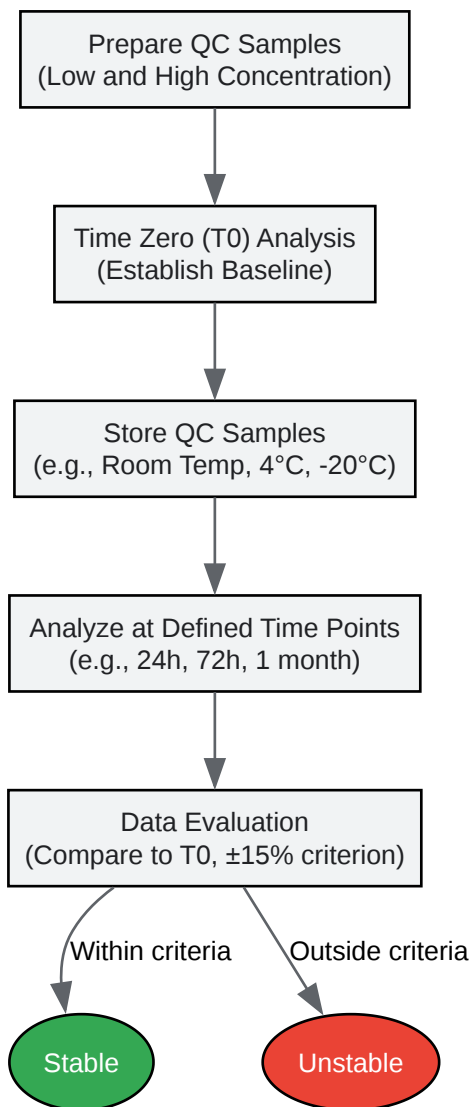 Prepare QC Samples
(Low and High Concentration)
Time Zero (T0) Analysis
(Establish Baseline)
Store QC Samples
(e.g., Room Temp, 4°C, -20°C)
Analyze at Defined Time Points
(e.g., 24h, 72h, 1 month)
Data Evaluation
(Compare to T0, ±15% criterion)
Within criteria
Outside criteria
Stable
Unstable